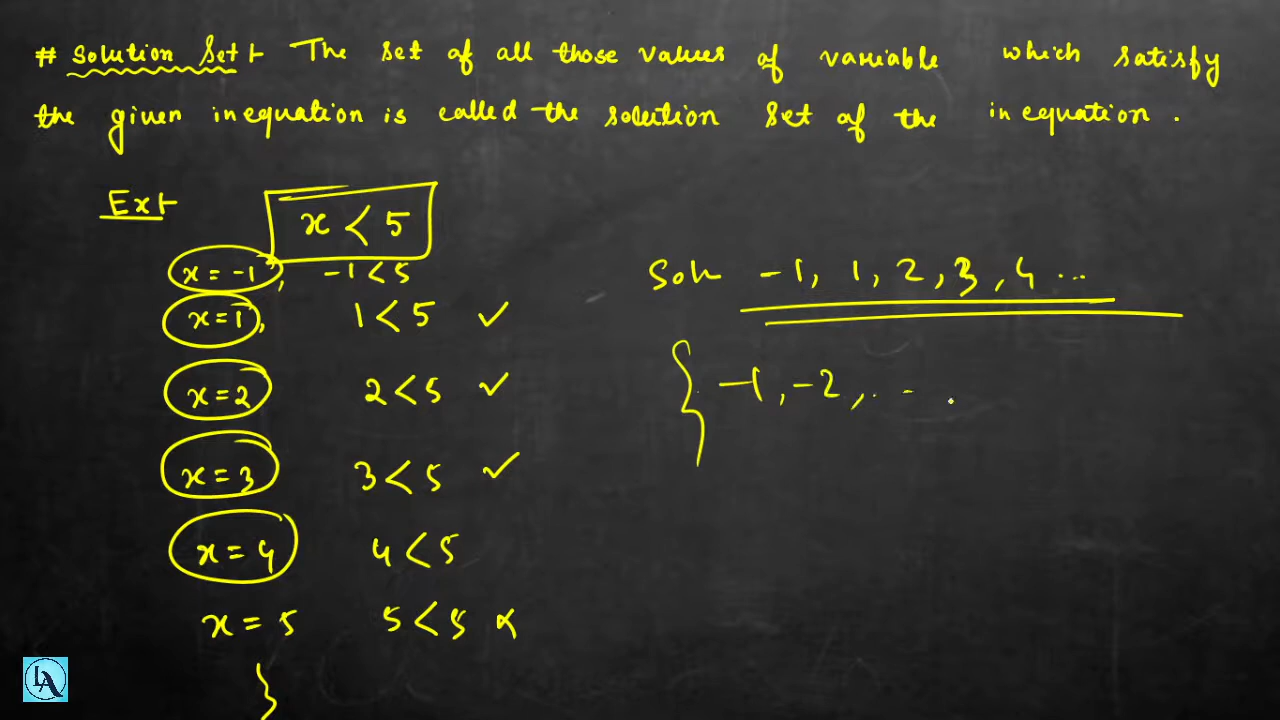 # Solution Set :- The set of all those values of variable which satisfy
the given inequation is called the solution set of the inequation.
Ex :-
x < 5
x = -1, -1 < 5
x = 1, 1 < 5 ✓
x = 2 2 < 5 ✓
x = 3 3 < 5 ✓
x = 4 4 < 5
x = 5 5 < 5 ×
}
Soln -1, 1, 2, 3, 4 ...
{ -1, -2, . . .
LA